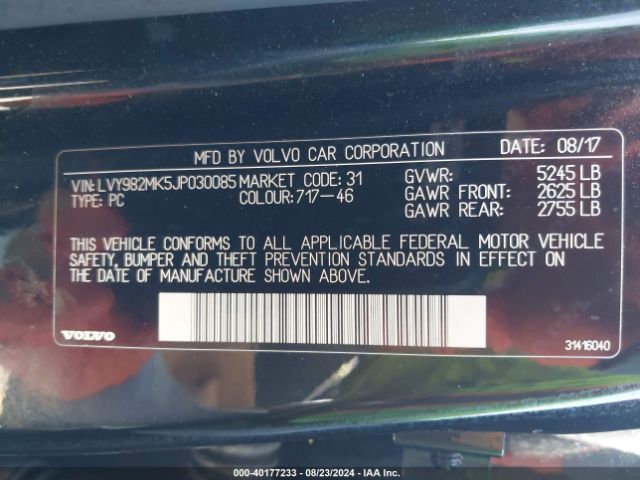 MFD BY VOLVO CAR CORPORATION DATE: 08/17
VIN: LVY982MK5JP030085 MARKET CODE: 31 GVWR: 5245 LB
TYPE: PC COLOUR: 717-46 GAWR FRONT: 2625 LB
GAWR REAR: 2755 LB
THIS VEHICLE CONFORMS TO ALL APPLICABLE FEDERAL MOTOR VEHICLE
SAFETY, BUMPER AND THEFT PREVENTION STANDARDS IN EFFECT ON
THE DATE OF MANUFACTURE SHOWN ABOVE.
VOLVO
31416040
000-40177233 - 08/23/2024 - IAA Inc.